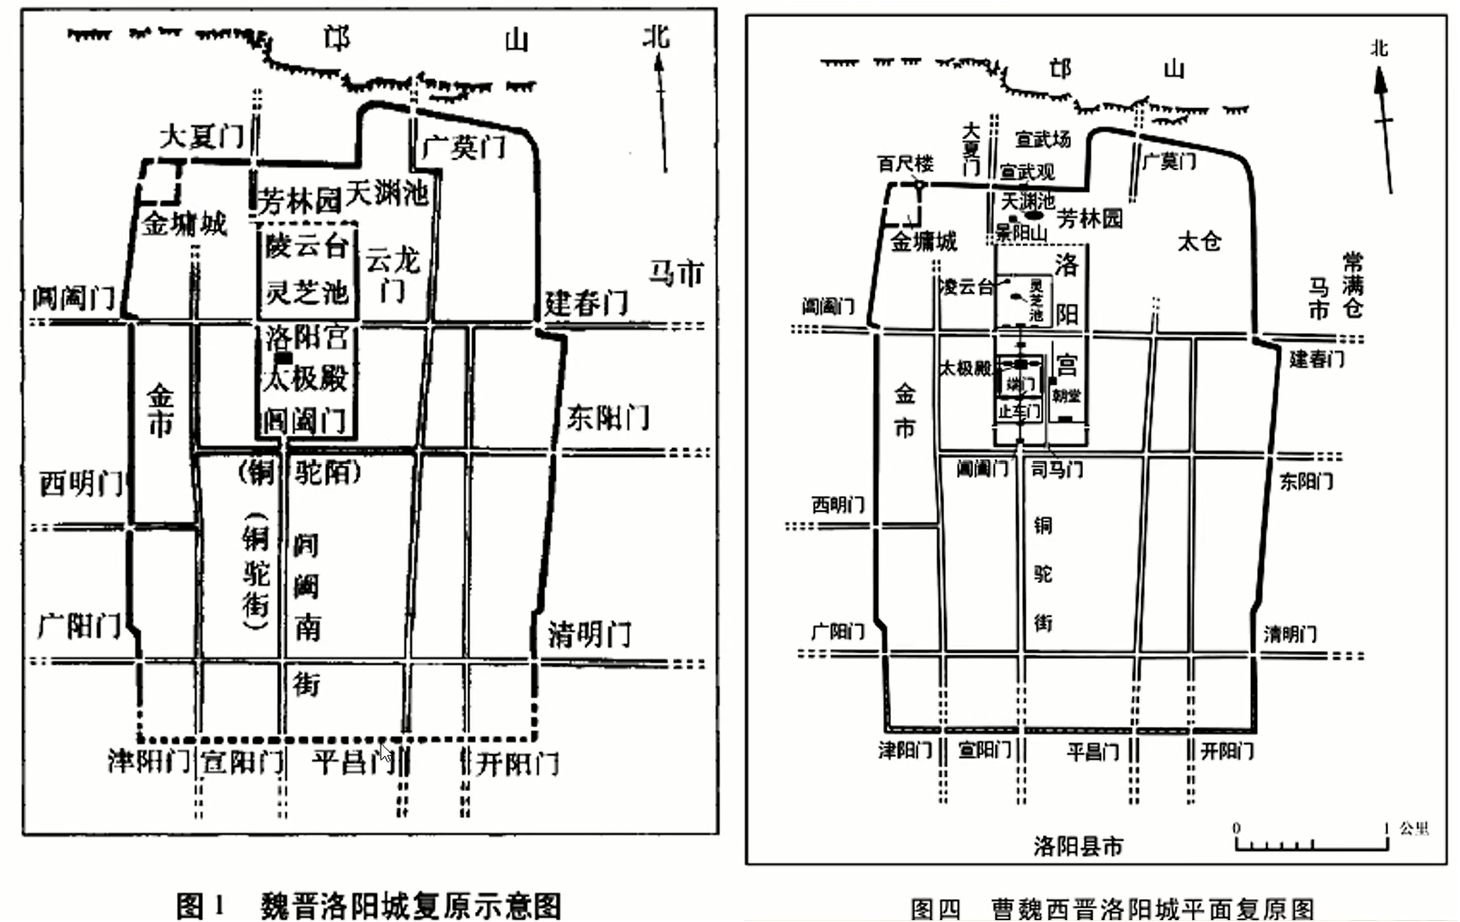 邙 山 北
大夏门
广莫门
芳林园 天渊池
金墉城
陵云台
云龙门
灵芝池
马市
阊阖门
建春门
洛阳宫
太极殿
金市
阊阖门
东阳门
(铜驼陌)
西明门
(铜驼街)
阊阖南街
广阳门
清明门
津阳门 宣阳门 平昌门 开阳门
图1 魏晋洛阳城复原示意图
邙 山 北
大夏门
宣武场
广莫门
百尺楼
宣武观
天渊池
芳林园
景阳山
金墉城
太仓
洛阳宫
常满仓
马市
凌云台
灵芝池
阊阖门
建春门
太极殿
端门
朝堂
止车门
金市
阊阖门 司马门
东阳门
西明门
铜驼街
广阳门
清明门
津阳门 宣阳门 平昌门 开阳门
0 1 公里
洛阳县市
图四 曹魏西晋洛阳城平面复原图